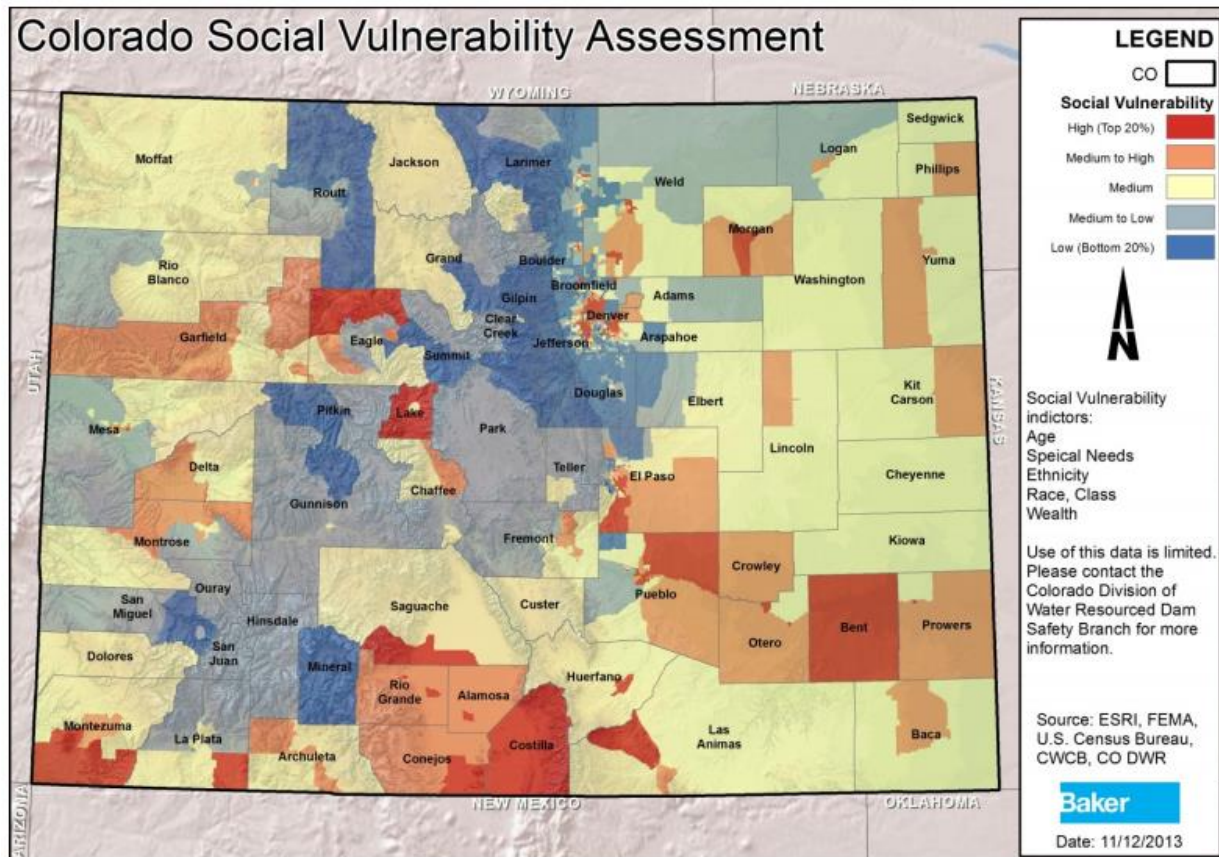 Colorado Social Vulnerability Assessment
WYOMING
NEBRASKA
UTAH
KANSAS
ARIZONA
NEW MEXICO
OKLAHOMA
Moffat
Routt
Jackson
Larimer
Weld
Logan
Sedgwick
Phillips
Rio
Blanco
Grand
Boulder
Broomfield
Gilpin
Clear
Creek
Denver
Jefferson
Adams
Arapahoe
Morgan
Washington
Yuma
Garfield
Eagle
Summit
Douglas
Elbert
Kit
Carson
Mesa
Pitkin
Lake
Park
Teller
El Paso
Lincoln
Cheyenne
Delta
Gunnison
Chaffee
Fremont
Kiowa
Montrose
Ouray
San
Miguel
Hinsdale
San
Juan
Saguache
Custer
Pueblo
Crowley
Otero
Bent
Prowers
Dolores
Mineral
Rio
Grande
Alamosa
Huerfano
Las
Animas
Baca
Montezuma
La Plata
Archuleta
Conejos
Costilla
LEGEND
CO
Social Vulnerability
High (Top 20%)
Medium to High
Medium
Medium to Low
Low (Bottom 20%)
N
Social Vulnerability
indictors:
Age
Speical Needs
Ethnicity
Race, Class
Wealth
Use of this data is limited.
Please contact the
Colorado Division of
Water Resourced Dam
Safety Branch for more
information.
Source: ESRI, FEMA,
U.S. Census Bureau,
CWCB, CO DWR
Baker
Date: 11/12/2013